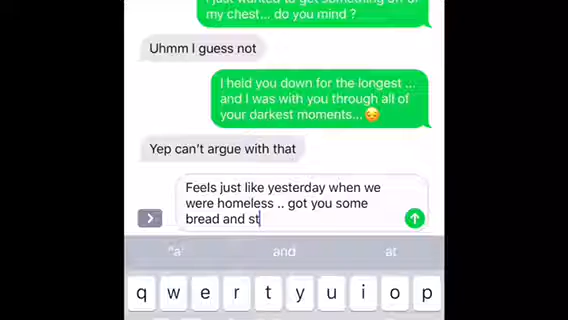 I just wanted to get something off of
my chest... do you mind ?
Uhmm I guess not
I held you down for the longest ...
and I was with you through all of
your darkest moments...😔
Yep can't argue with that
Feels just like yesterday when we
were homeless .. got you some
bread and st
"a"
and
at
q w e r t y u i o p